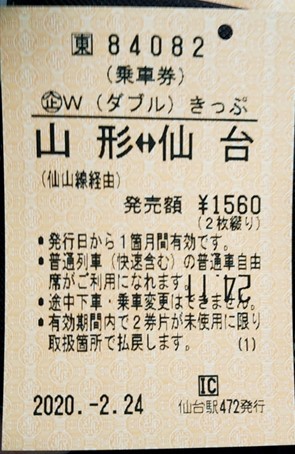 東 84082
(乗車券)
企W(ダブル)きっぷ
山形↔仙台
(仙山線経由)
発売額 ¥1560
(2枚綴り)
●発行日から1箇月間有効です。
●普通列車(快速含む)の普通車自由
席がご利用になれます。
●途中下車・乗車変更はできません。
●有効期間内で2券片が未使用に限り
取扱箇所で払戻します。 (1)
IC
2020.-2.24 仙台駅472発行